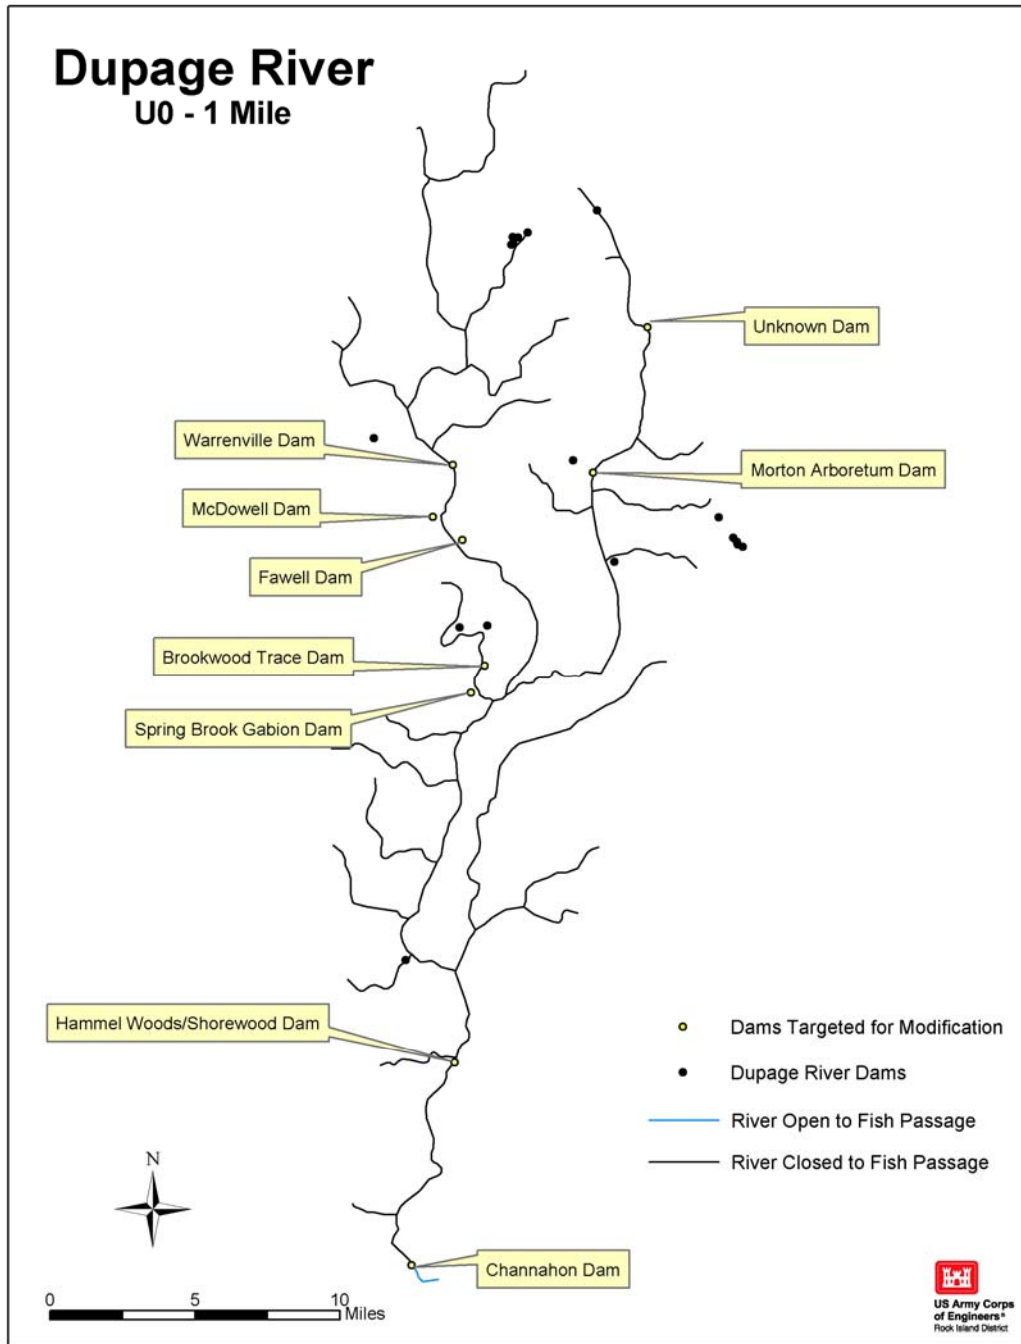 Dupage River
U0 - 1 Mile
Unknown Dam
Warrenville Dam
Morton Arboretum Dam
McDowell Dam
Fawell Dam
Brookwood Trace Dam
Spring Brook Gabion Dam
Hammel Woods/Shorewood Dam
Dams Targeted for Modification
Dupage River Dams
River Open to Fish Passage
River Closed to Fish Passage
N
Channahon Dam
0 5 10
Miles
US Army Corps
of Engineers®
Rock Island District